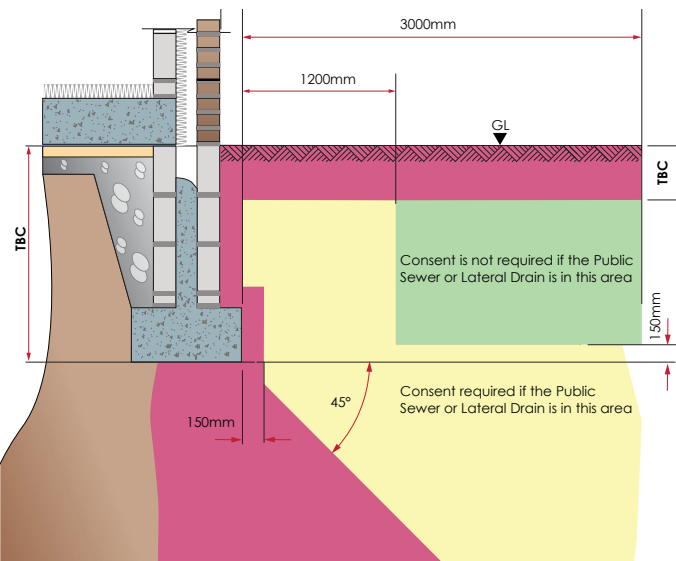 3000mm
1200mm
GL
TBC
TBC
Consent is not required if the Public
Sewer or Lateral Drain is in this area
150mm
Consent required if the Public
Sewer or Lateral Drain is in this area
45°
150mm